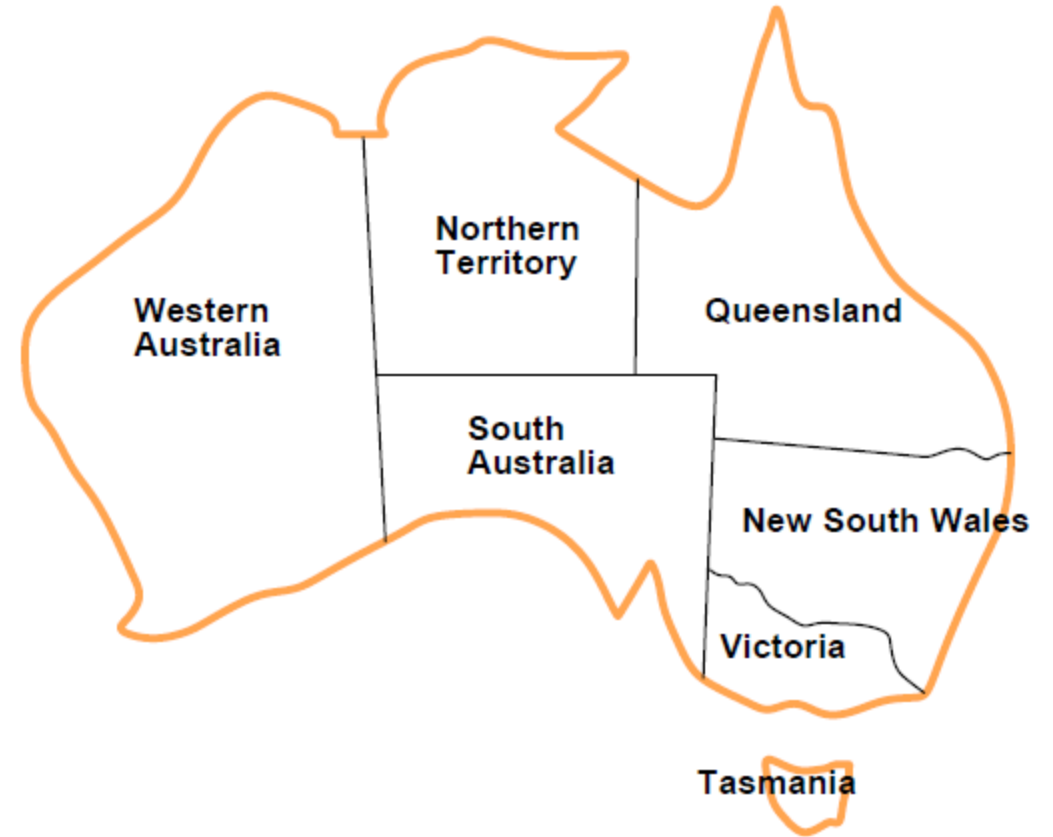 Northern
Territory
Western
Australia
Queensland
South
Australia
New South Wales
Victoria
Tasmania